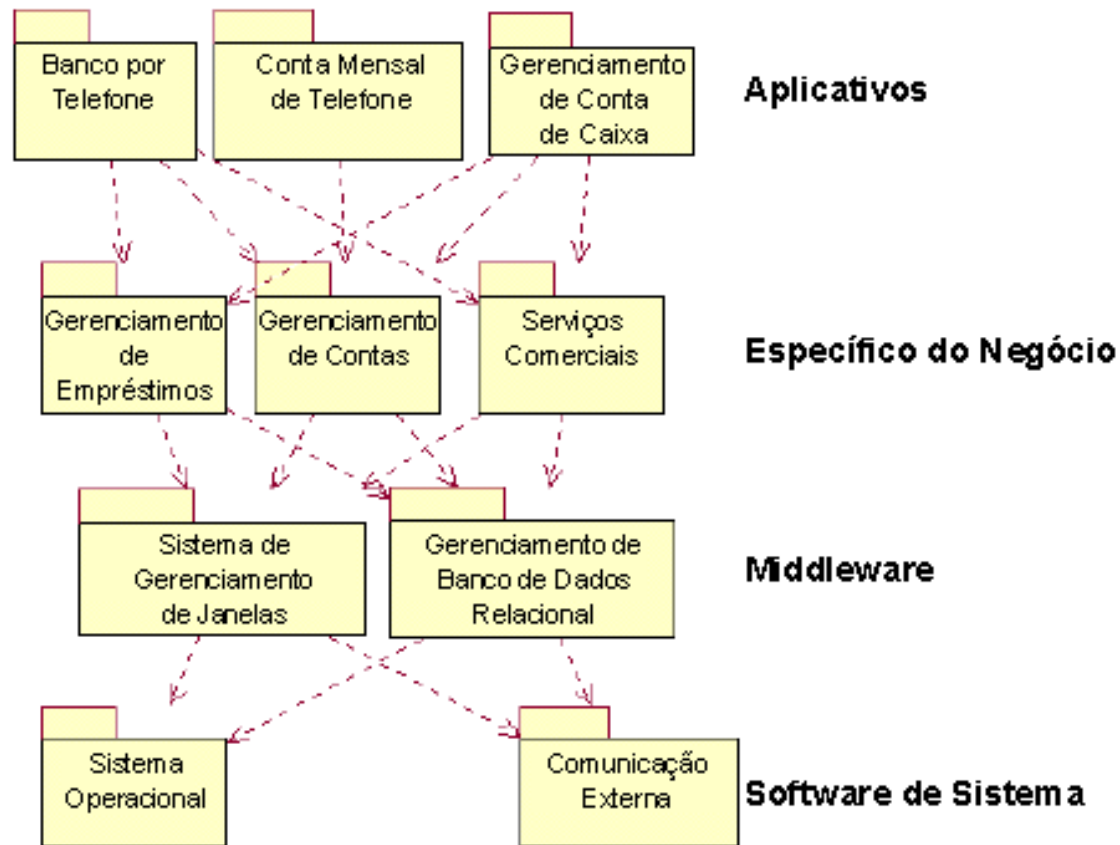 Banco por
Telefone
Conta Mensal
de Telefone
Gerenciamento
de Conta
de Caixa
Aplicativos
Gerenciamento
de
Empréstimos
Gerenciamento
de Contas
Serviços
Comerciais
Específico do Negócio
Sistema de
Gerenciamento
de Janelas
Gerenciamento de
Banco de Dados
Relacional
Middleware
Sistema
Operacional
Comunicação
Externa
Software de Sistema